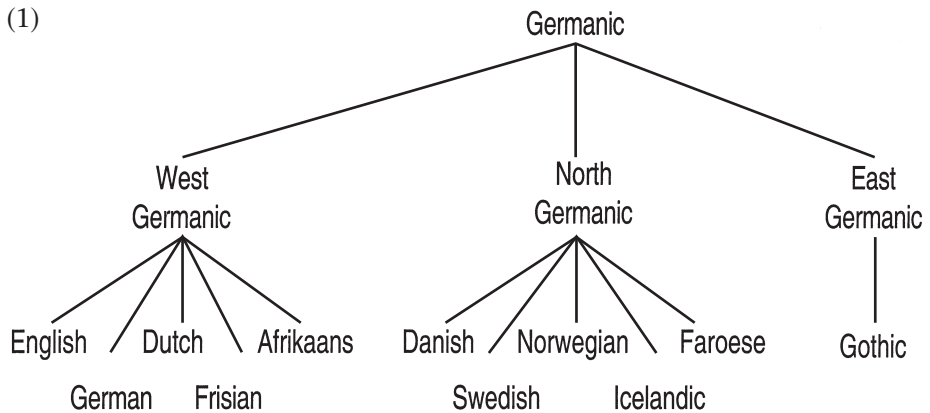 (1)
Germanic
West
Germanic
North
Germanic
East
Germanic
English
Dutch
Afrikaans
German
Frisian
Danish
Norwegian
Faroese
Swedish
Icelandic
Gothic